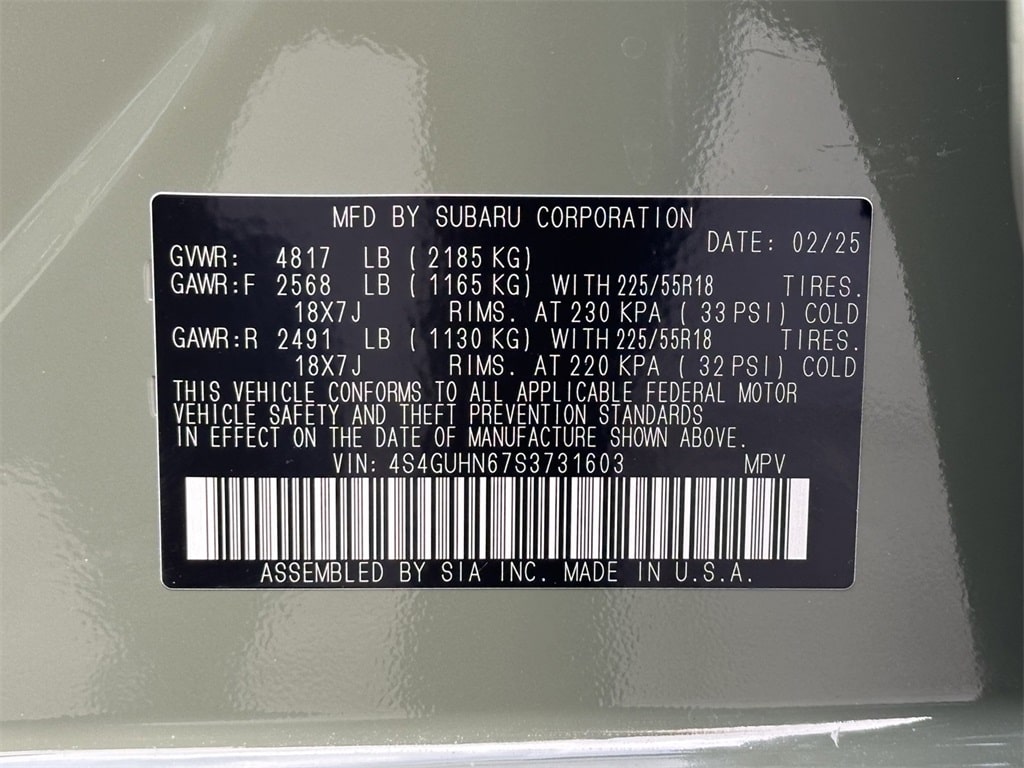 MFD BY SUBARU CORPORATION
DATE: 02/25
GVWR: 4817 LB (2185 KG)
GAWR:F 2568 LB (1165 KG) WITH 225/55R18 TIRES.
18X7J RIMS. AT 230 KPA (33 PSI) COLD
GAWR:R 2491 LB (1130 KG) WITH 225/55R18 TIRES.
18X7J RIMS. AT 220 KPA (32 PSI) COLD
THIS VEHICLE CONFORMS TO ALL APPLICABLE FEDERAL MOTOR
VEHICLE SAFETY AND THEFT PREVENTION STANDARDS
IN EFFECT ON THE DATE OF MANUFACTURE SHOWN ABOVE.
VIN: 4S4GUHN67S3731603 MPV
ASSEMBLED BY SIA INC. MADE IN U.S.A.